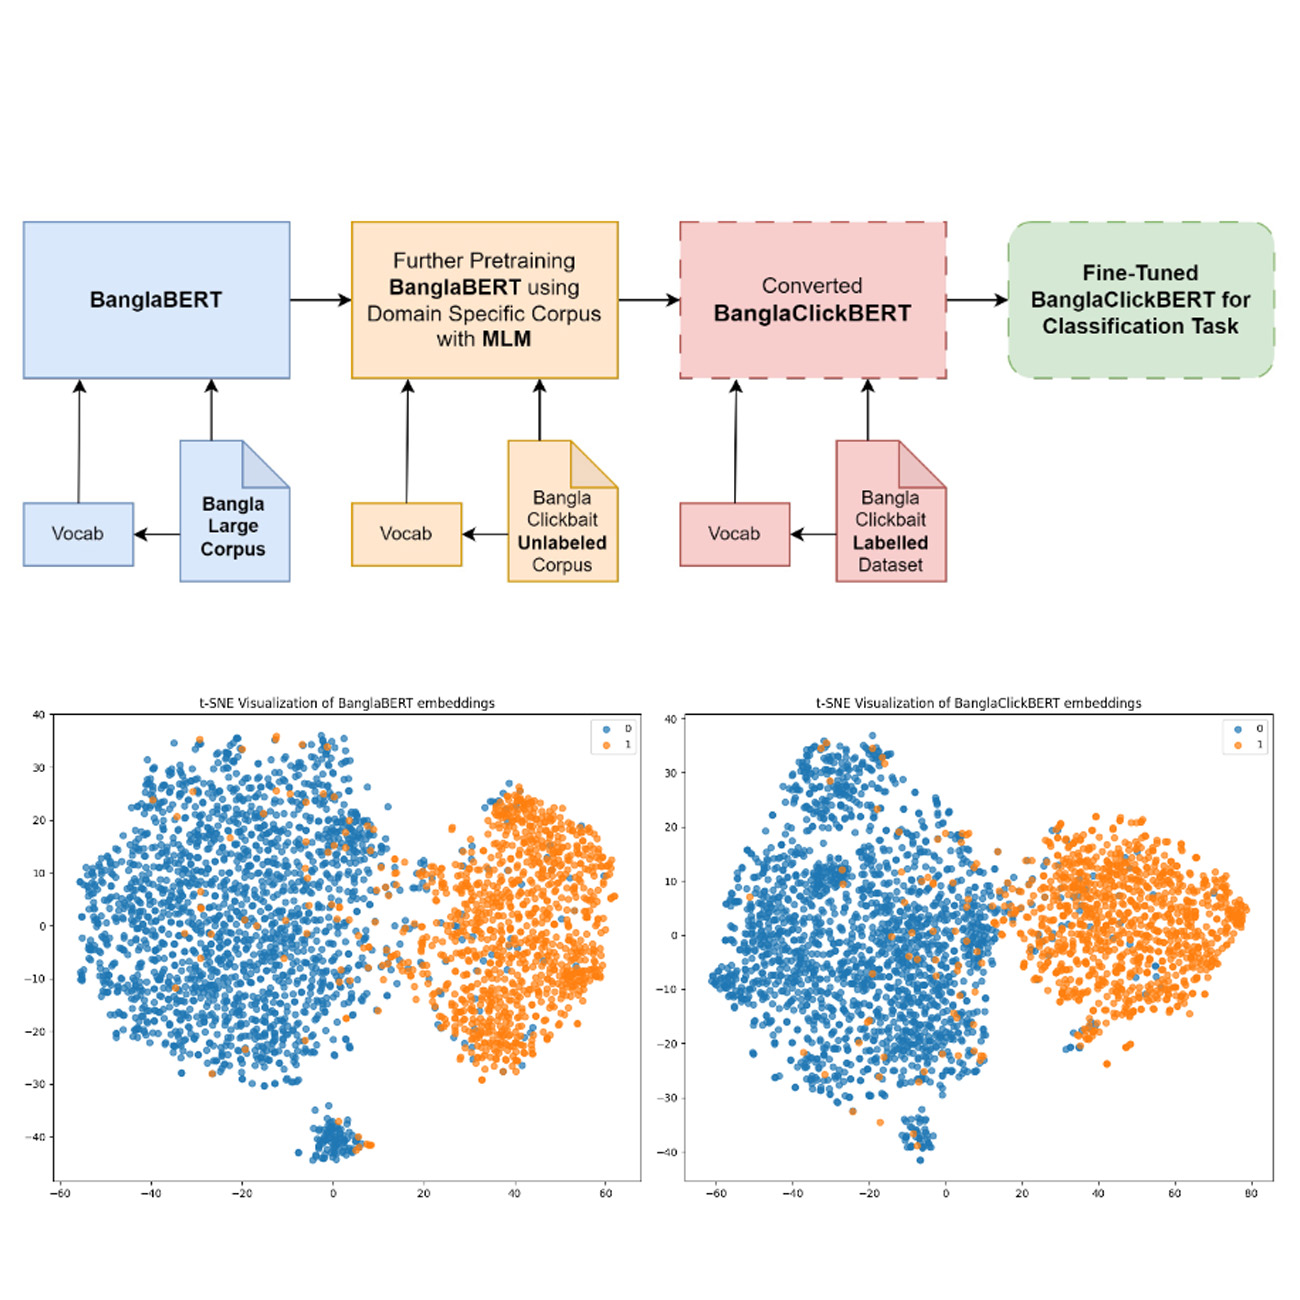 BanglaBERT
Further Pretraining
BanglaBERT using
Domain Specific Corpus
with MLM
Converted
BanglaClickBERT
Fine-Tuned
BanglaClickBERT for
Classification Task
Vocab
Bangla
Large
Corpus
Vocab
Bangla
Clickbait
Unlabeled
Corpus
Vocab
Bangla
Clickbait
Labelled
Dataset
t-SNE Visualization of BanglaBERT embeddings
0
1
40
30
20
10
0
−10
−20
−30
−40
−60 −40 −20 0 20 40 60
t-SNE Visualization of BanglaClickBERT embeddings
0
1
40
30
20
10
0
−10
−20
−30
−40
−60 −40 −20 0 20 40 60 80